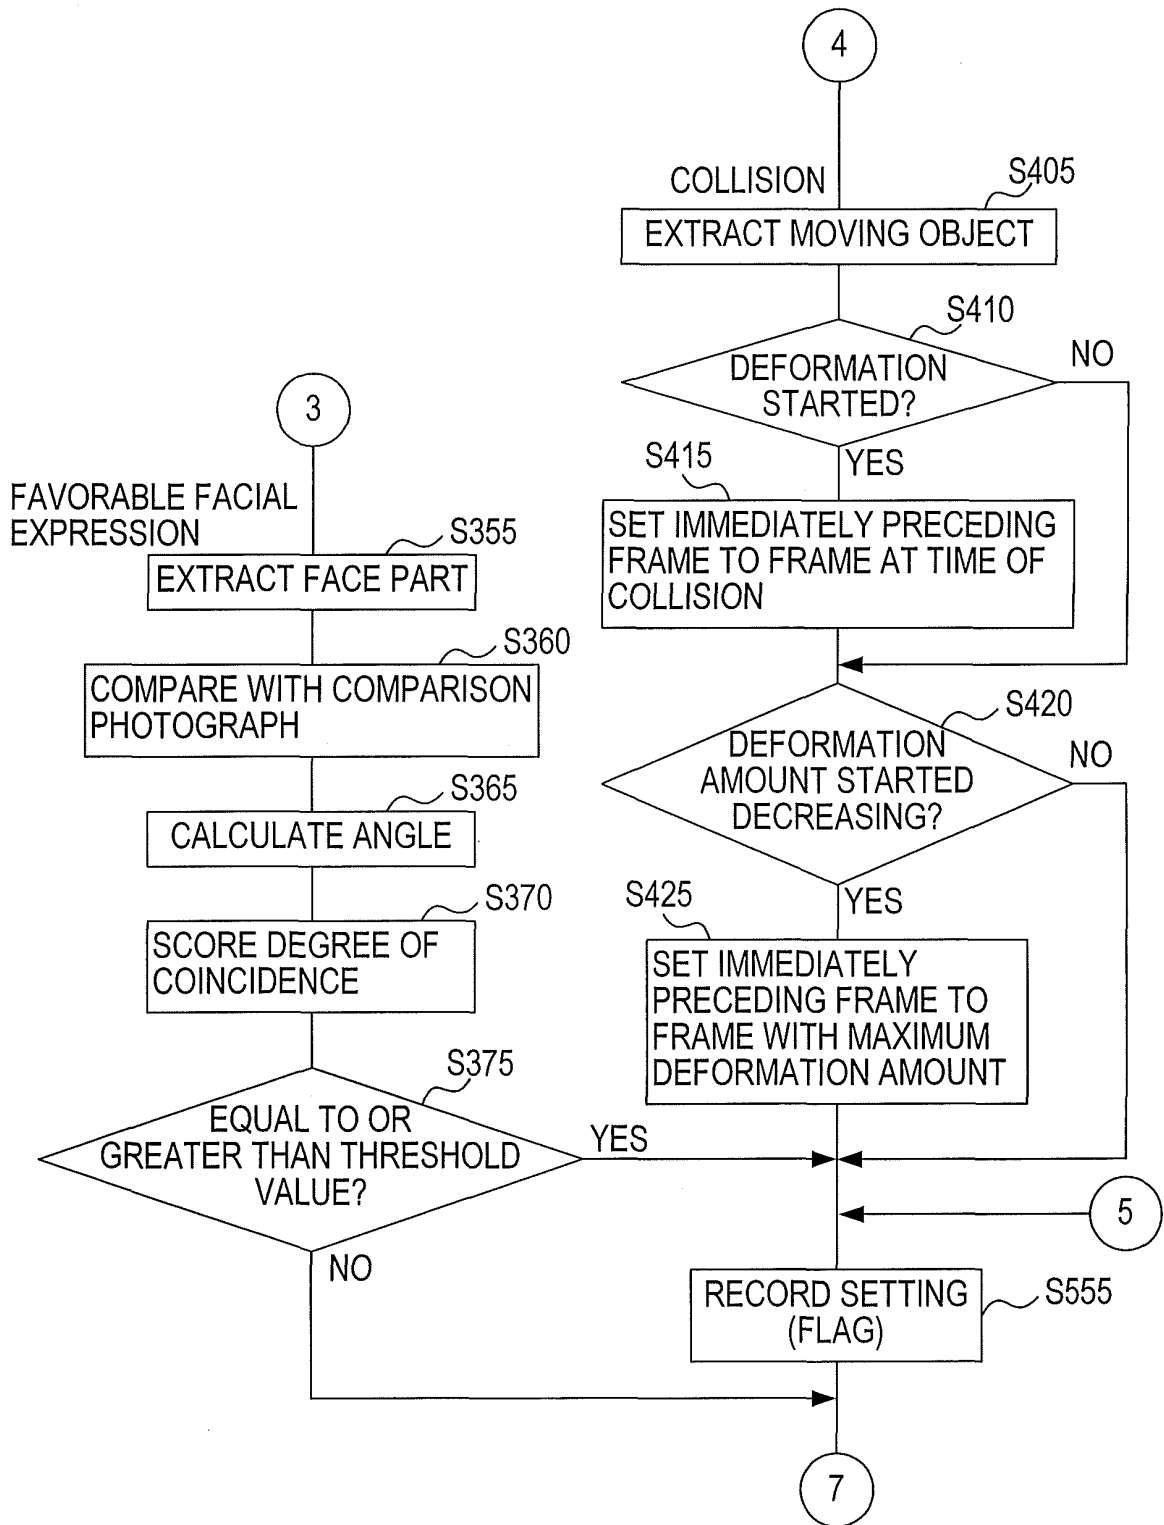 4
COLLISION
S405
EXTRACT MOVING OBJECT
S410
DEFORMATION
STARTED?
NO
YES
S415
SET IMMEDIATELY PRECEDING
FRAME TO FRAME AT TIME OF
COLLISION
S420
DEFORMATION
AMOUNT STARTED
DECREASING?
NO
YES
S425
SET IMMEDIATELY
PRECEDING FRAME TO
FRAME WITH MAXIMUM
DEFORMATION AMOUNT
3
FAVORABLE FACIAL
EXPRESSION
S355
EXTRACT FACE PART
S360
COMPARE WITH COMPARISON
PHOTOGRAPH
S365
CALCULATE ANGLE
S370
SCORE DEGREE OF
COINCIDENCE
S375
EQUAL TO OR
GREATER THAN THRESHOLD
VALUE?
YES
NO
5
RECORD SETTING
(FLAG)
S555
7